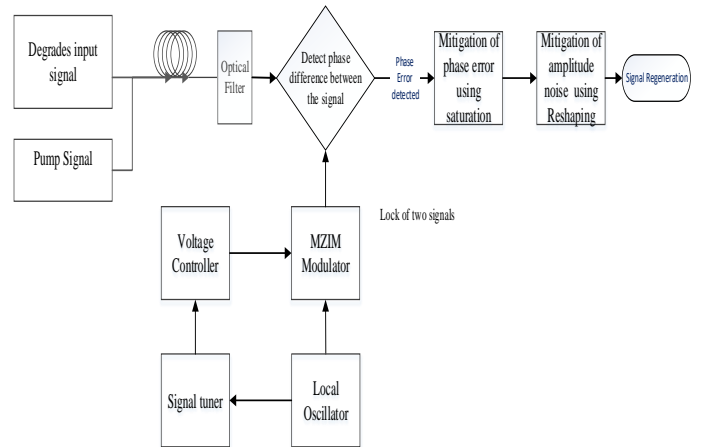 Degrades input
signal
Pump Signal
Optical
Filter
Detect phase
difference between
the signal
Phase
Error
detected
Mitigation of
phase error
using
saturation
Mitigation of
amplitude
noise using
Reshaping
Signal Regeneration
Lock of two signals
Voltage
Controller
MZIM
Modulator
Signal tuner
Local
Oscillator